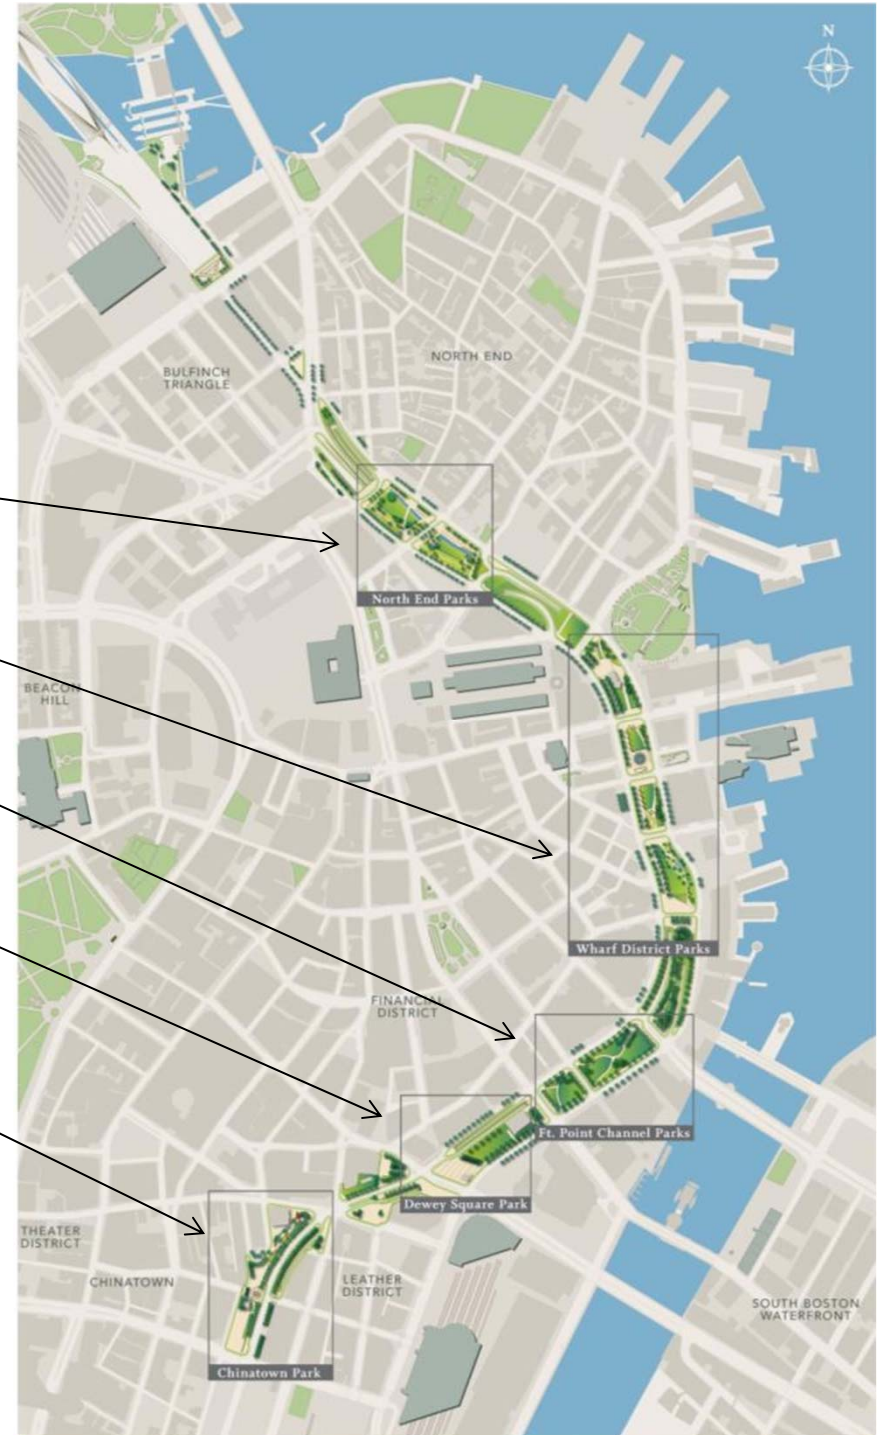 N
NORTH END
BULFINCH
TRIANGLE
North End Parks
BEACON
HILL
Wharf District Parks
FINANCIAL
DISTRICT
Ft. Point Channel Parks
Dewey Square Park
THEATER
DISTRICT
CHINATOWN
LEATHER
DISTRICT
SOUTH BOSTON
WATERFRONT
Chinatown Park